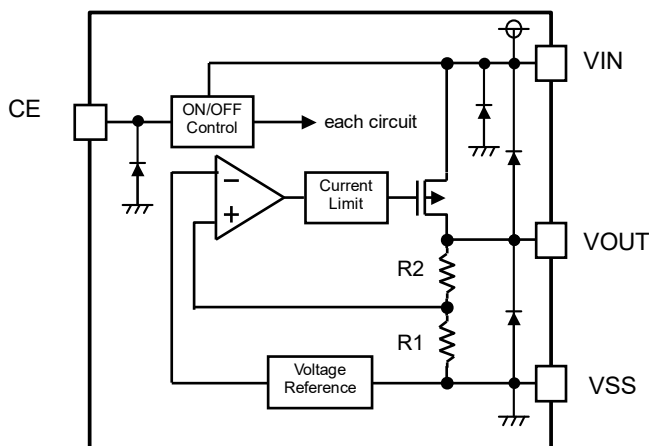 VIN
CE
ON/OFF
Control
each circuit
−
+
Current
Limit
VOUT
R2
R1
Voltage
Reference
VSS